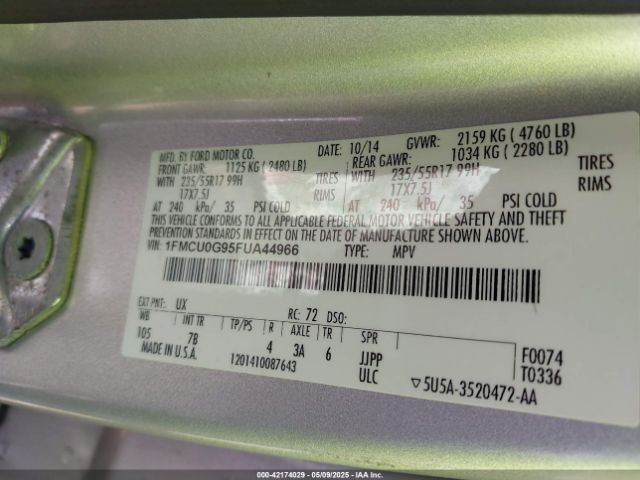 MFD. BY FORD MOTOR CO.
DATE: 10/14 GVWR: 2159 KG ( 4760 LB)
FRONT GAWR: 1125 KG ( 2480 LB) REAR GAWR: 1034 KG ( 2280 LB)
WITH 235/55R17 99H TIRES WITH 235/55R17 99H TIRES
17X7.5J RIMS 17X7.5J RIMS
AT 240 kPa/ 35 PSI COLD AT 240 kPa/ 35 PSI COLD
THIS VEHICLE CONFORMS TO ALL APPLICABLE FEDERAL MOTOR VEHICLE SAFETY AND THEFT
PREVENTION STANDARDS IN EFFECT ON THE DATE OF MANUFACTURE SHOWN ABOVE.
VIN: 1FMCU0G95FUA44966 TYPE: MPV
EXT PNT: UX RC: 72 DSO:
WB INT TR TP/PS R AXLE TR SPR
105 7B 4 3A 6 JJPP F0074
MADE IN U.S.A. 1201410087643 ULC T0336
▽5U5A-3520472-AA
000-42174029 - 05/09/2025 - IAA Inc.